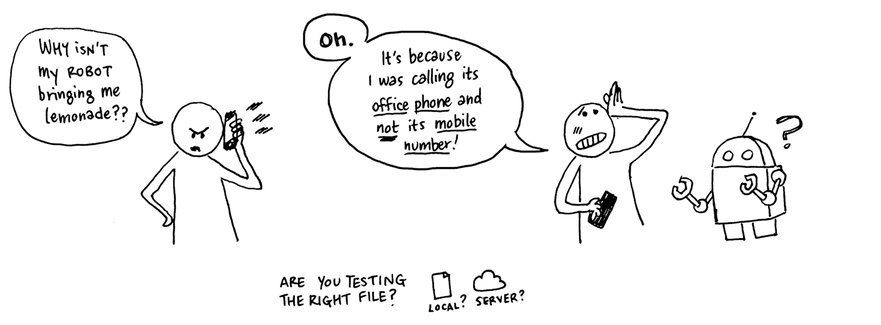 WHY iSN'T
my ROBOT
bringing me
lemonade??
Oh.
It's because
I was calling its
office phone and
not its mobile
number!
?
ARE YOU TESTING
THE RIGHT FILE?
LOCAL? SERVER?